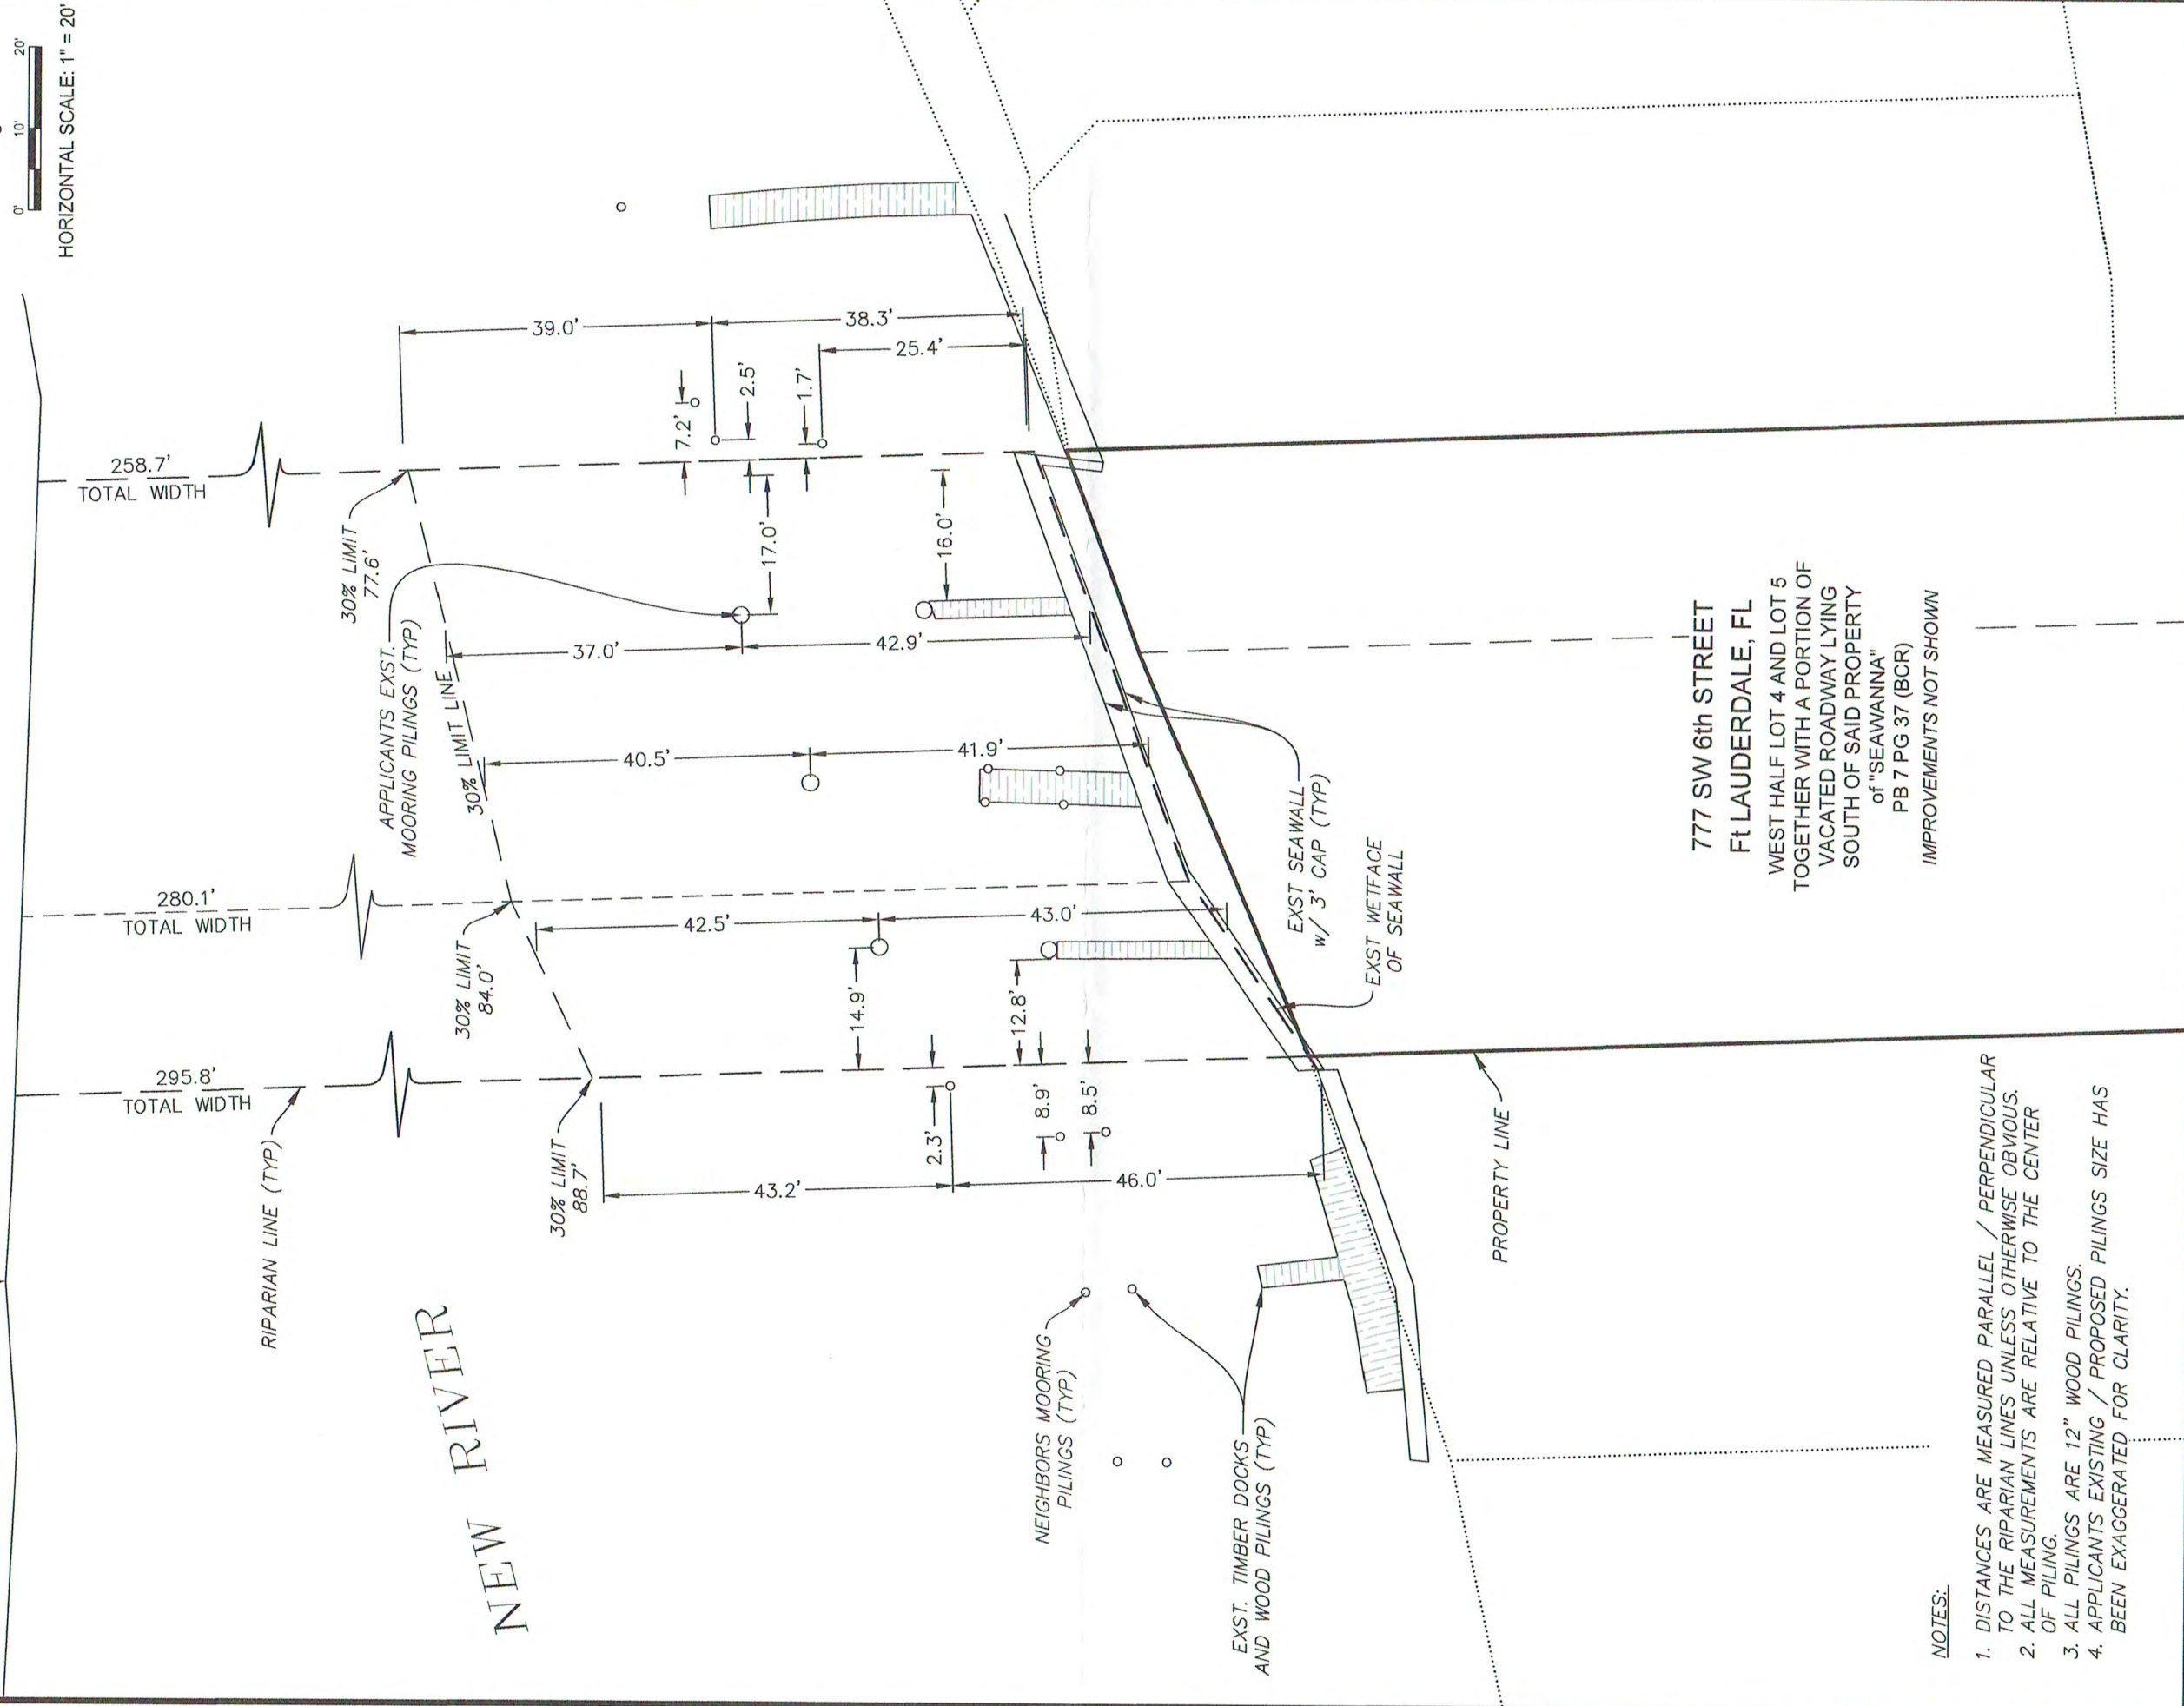 0'
10'
20'
HORIZONTAL SCALE: 1" = 20'
258.7'
TOTAL WIDTH
280.1'
TOTAL WIDTH
295.8'
TOTAL WIDTH
RIPARIAN LINE (TYP)
NEW RIVER
30% LIMIT
77.6'
APPLICANTS EXST.
MOORING PILINGS (TYP)
30% LIMIT LINE
30% LIMIT
84.0'
30% LIMIT
88.7'
39.0'
38.3'
25.4'
7.2'
2.5'
1.7'
17.0'
16.0'
37.0'
42.9'
40.5'
41.9'
42.5'
43.0'
14.9'
12.8'
2.3'
8.9'
8.5'
43.2'
46.0'
EXST SEAWALL
w/ 3' CAP (TYP)
EXST WETFACE
OF SEAWALL
PROPERTY LINE
NEIGHBORS MOORING
PILINGS (TYP)
EXST. TIMBER DOCKS
AND WOOD PILINGS (TYP)
777 SW 6th STREET
Ft LAUDERDALE, FL
WEST HALF LOT 4 AND LOT 5
TOGETHER WITH A PORTION OF
VACATED ROADWAY LYING
SOUTH OF SAID PROPERTY
of "SEAWANNA"
PB 7 PG 37 (BCR)
IMPROVEMENTS NOT SHOWN
NOTES:
1. DISTANCES ARE MEASURED PARALLEL / PERPENDICULAR
TO THE RIPARIAN LINES UNLESS OTHERWISE OBVIOUS.
2. ALL MEASUREMENTS ARE RELATIVE TO THE CENTER
OF PILING.
3. ALL PILINGS ARE 12" WOOD PILINGS.
4. APPLICANTS EXISTING / PROPOSED PILINGS SIZE HAS
BEEN EXAGGERATED FOR CLARITY.